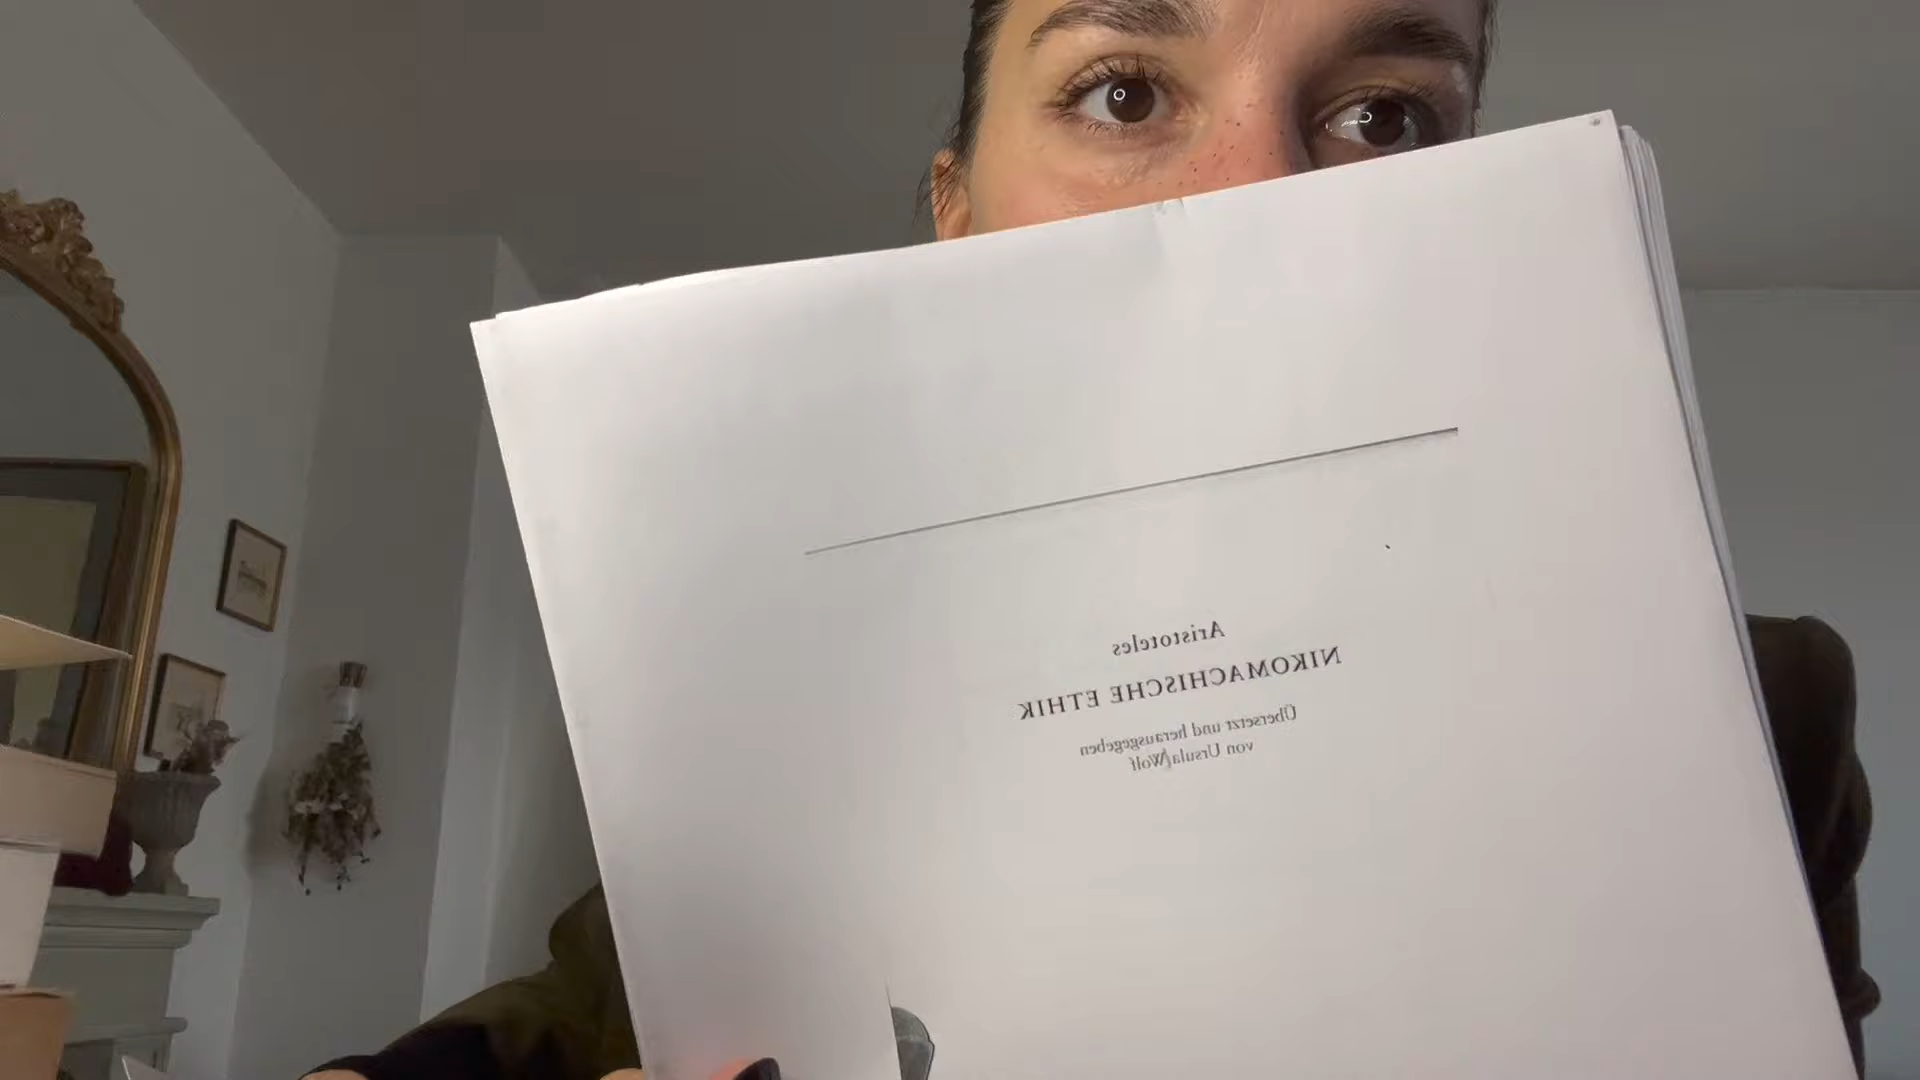 Aristoteles
NIKOMACHISCHE ETHIK
Übersetzt und herausgegeben
von Ursula Wolf